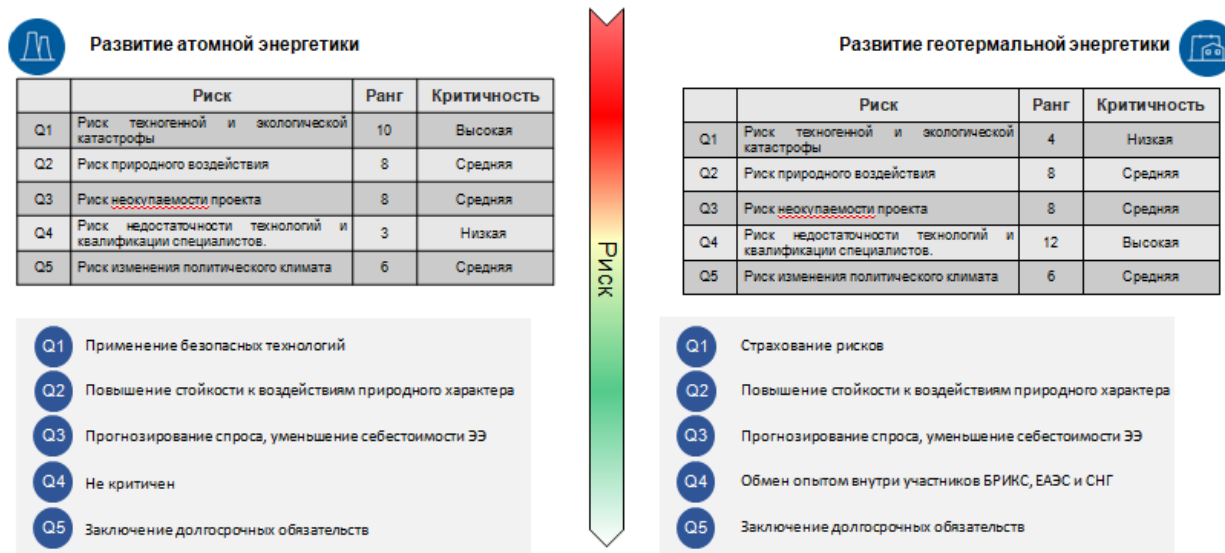 Развитие атомной энергетики
Риск Ранг Критичность
Q1 Риск техногенной и экологической катастрофы 10 Высокая
Q2 Риск природного воздействия 8 Средняя
Q3 Риск неокупаемости проекта 8 Средняя
Q4 Риск недостаточности технологий и квалификации специалистов. 3 Низкая
Q5 Риск изменения политического климата 6 Средняя
Q1 Применение безопасных технологий
Q2 Повышение стойкости к воздействиям природного характера
Q3 Прогнозирование спроса, уменьшение себестоимости ЭЭ
Q4 Не критичен
Q5 Заключение долгосрочных обязательств
Риск
Развитие геотермальной энергетики
Риск Ранг Критичность
Q1 Риск техногенной и экологической катастрофы 4 Низкая
Q2 Риск природного воздействия 8 Средняя
Q3 Риск неокупаемости проекта 8 Средняя
Q4 Риск недостаточности технологий и квалификации специалистов. 12 Высокая
Q5 Риск изменения политического климата 6 Средняя
Q1 Страхование рисков
Q2 Повышение стойкости к воздействиям природного характера
Q3 Прогнозирование спроса, уменьшение себестоимости ЭЭ
Q4 Обмен опытом внутри участников БРИКС, ЕАЭС и СНГ
Q5 Заключение долгосрочных обязательств